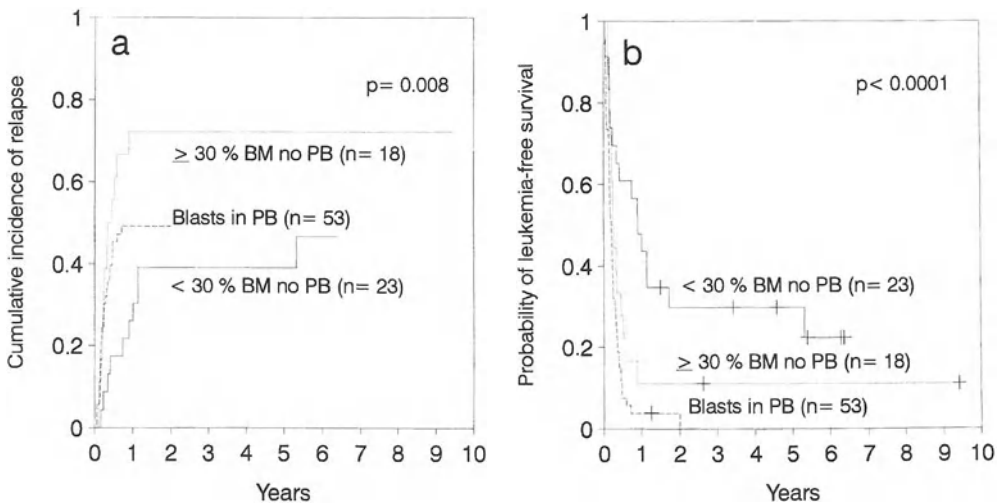 a
p= 0.008
Cumulative incidence of relapse
1
0.8
0.6
0.4
0.2
0
≥ 30 % BM no PB (n= 18)
Blasts in PB (n= 53)
< 30 % BM no PB (n= 23)
0 1 2 3 4 5 6 7 8 9 10
Years
b
p< 0.0001
Probability of leukemia-free survival
1
0.8
0.6
0.4
0.2
0
< 30 % BM no PB (n= 23)
≥ 30 % BM no PB (n= 18)
Blasts in PB (n= 53)
0 1 2 3 4 5 6 7 8 9 10
Years